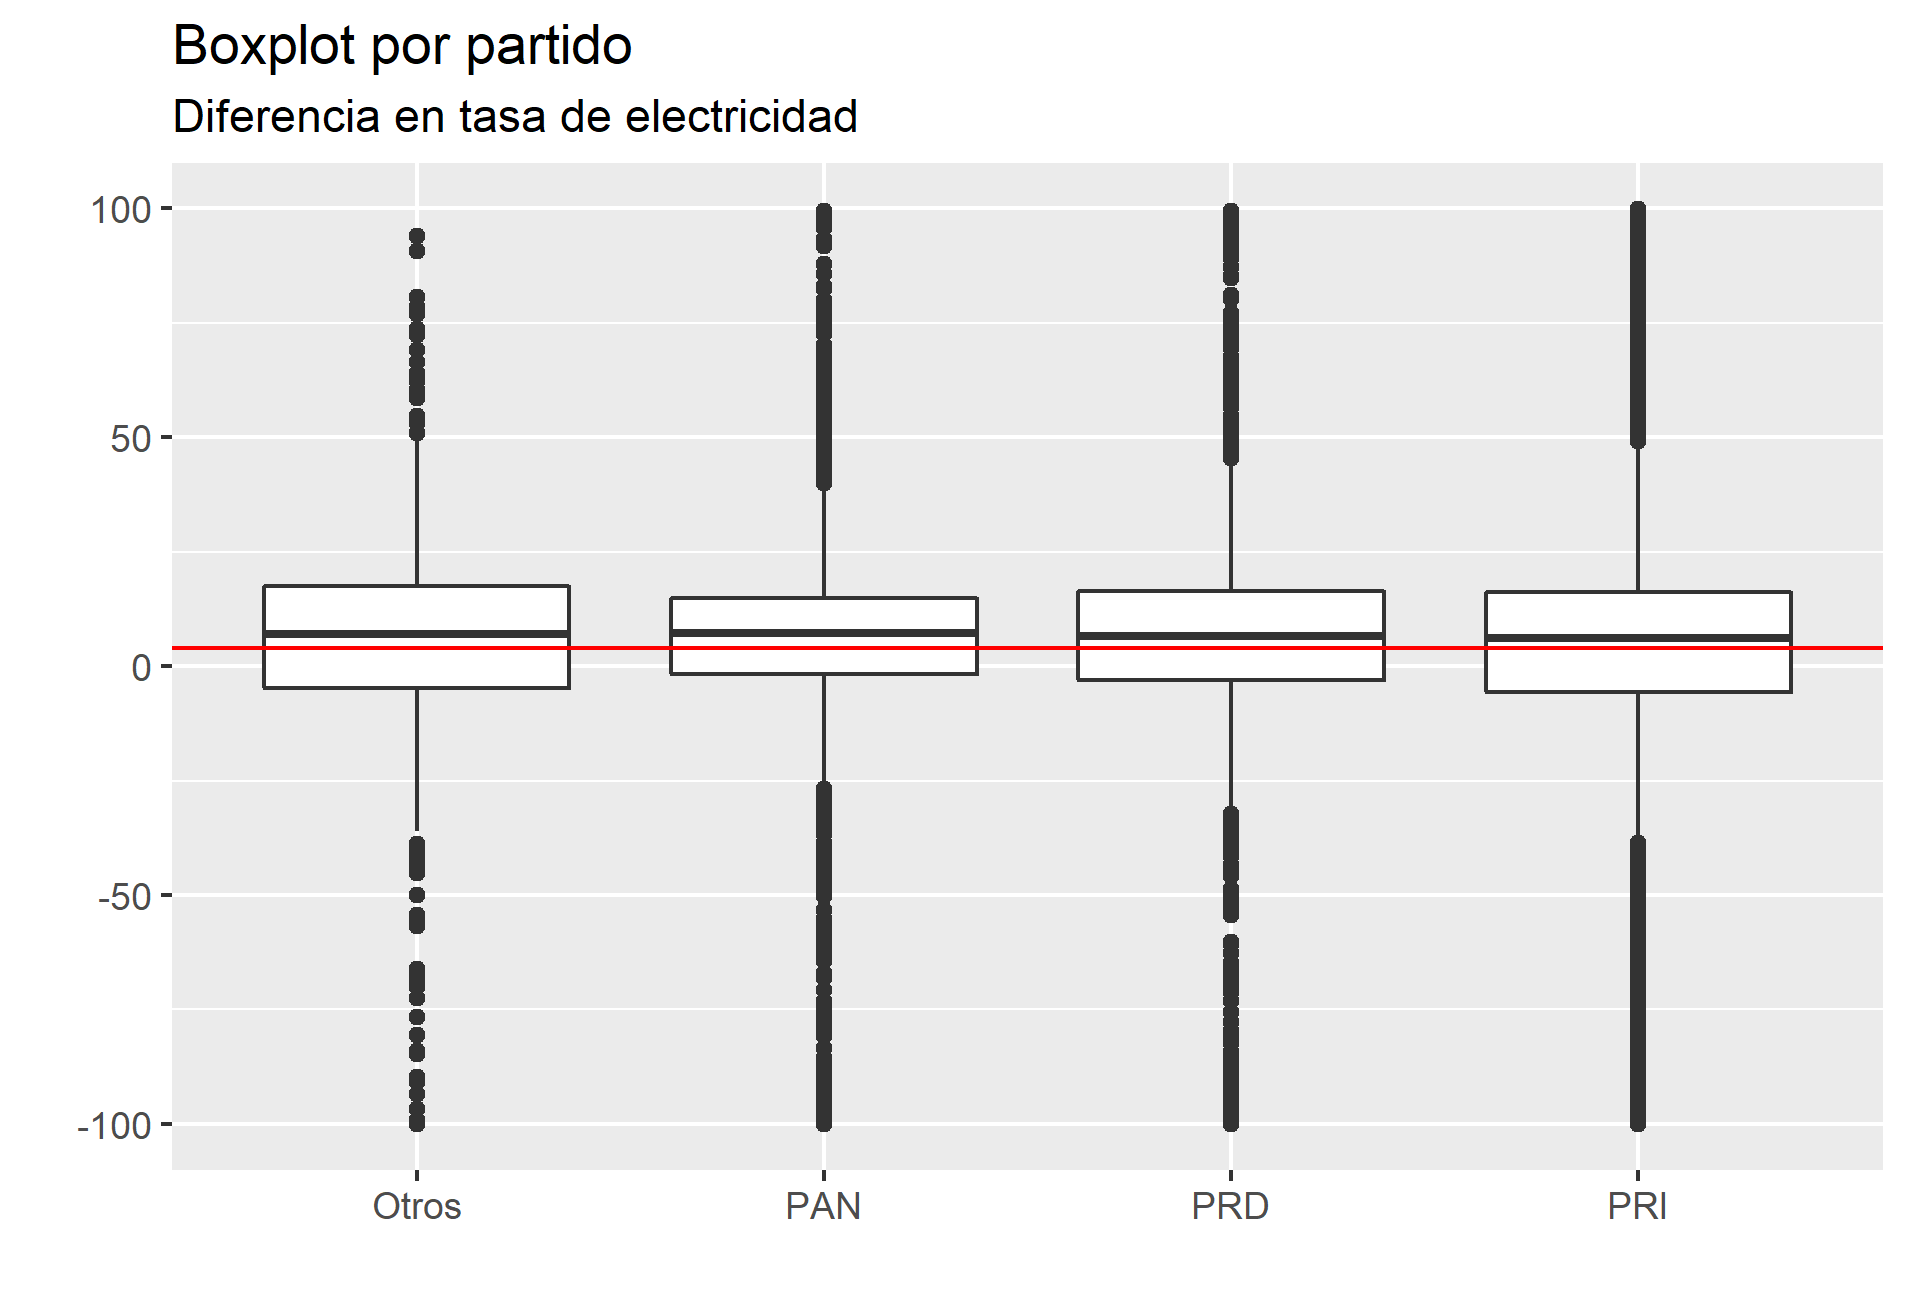 Boxplot por partido
Diferencia en tasa de electricidad
100
50
0
-50
-100
Otros PAN PRD PRI